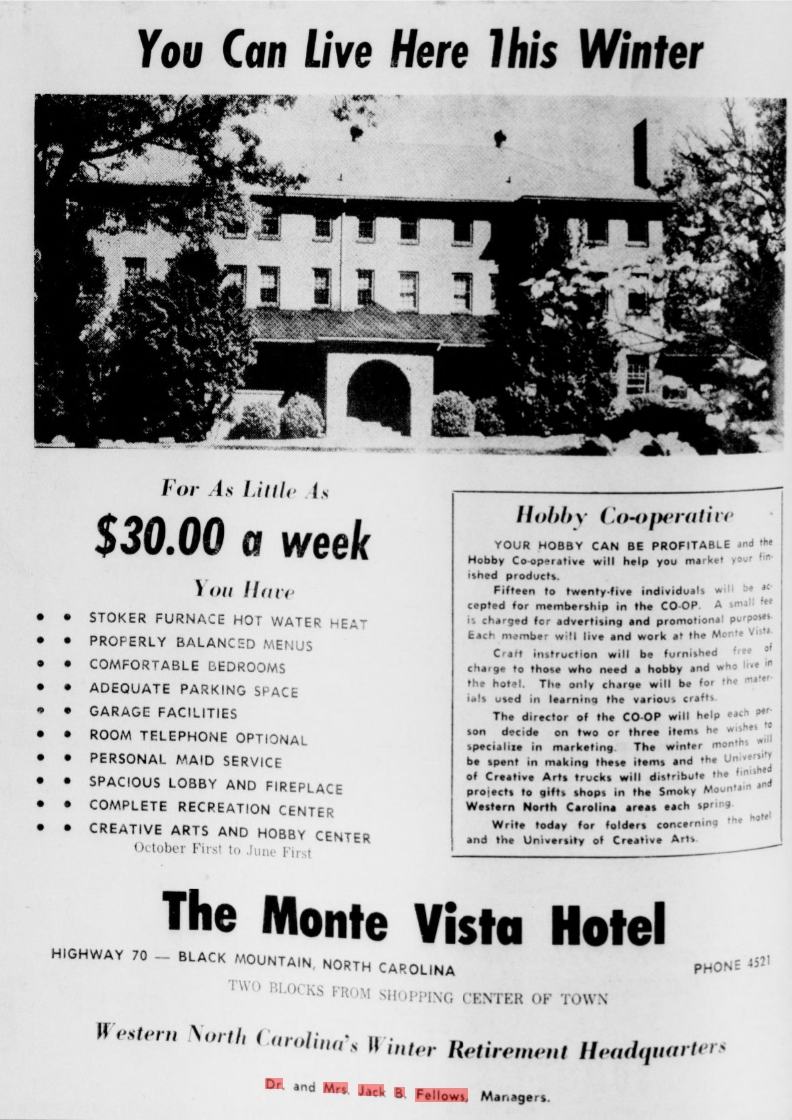 You Can Live Here This Winter
For As Little As
$30.00 a week
You Have
• • STOKER FURNACE HOT WATER HEAT
• • PROPERLY BALANCED MENUS
• • COMFORTABLE BEDROOMS
• • ADEQUATE PARKING SPACE
• • GARAGE FACILITIES
• • ROOM TELEPHONE OPTIONAL
• • PERSONAL MAID SERVICE
• • SPACIOUS LOBBY AND FIREPLACE
• • COMPLETE RECREATION CENTER
• • CREATIVE ARTS AND HOBBY CENTER
October First to June First
Hobby Co-operative
YOUR HOBBY CAN BE PROFITABLE and the
Hobby Co-operative will help you market your fin-
ished products.
Fifteen to twenty-five individuals will be ac-
cepted for membership in the CO-OP. A small fee
is charged for advertising and promotional purposes.
Each member will live and work at the Monte Vista.
Craft instruction will be furnished free of
charge to those who need a hobby and who live in
the hotel. The only charge will be for the mater-
ials used in learning the various crafts.
The director of the CO-OP will help each per-
son decide on two or three items he wishes to
specialize in marketing. The winter months will
be spent in making these items and the University
of Creative Arts trucks will distribute the finished
projects to gifts shops in the Smoky Mountain and
Western North Carolina areas each spring.
Write today for folders concerning the hotel
and the University of Creative Arts.
The Monte Vista Hotel
HIGHWAY 70 — BLACK MOUNTAIN, NORTH CAROLINA
PHONE 4521
TWO BLOCKS FROM SHOPPING CENTER OF TOWN
Western North Carolina's Winter Retirement Headquarters
Dr. and Mrs. Jack B. Fellows, Managers.